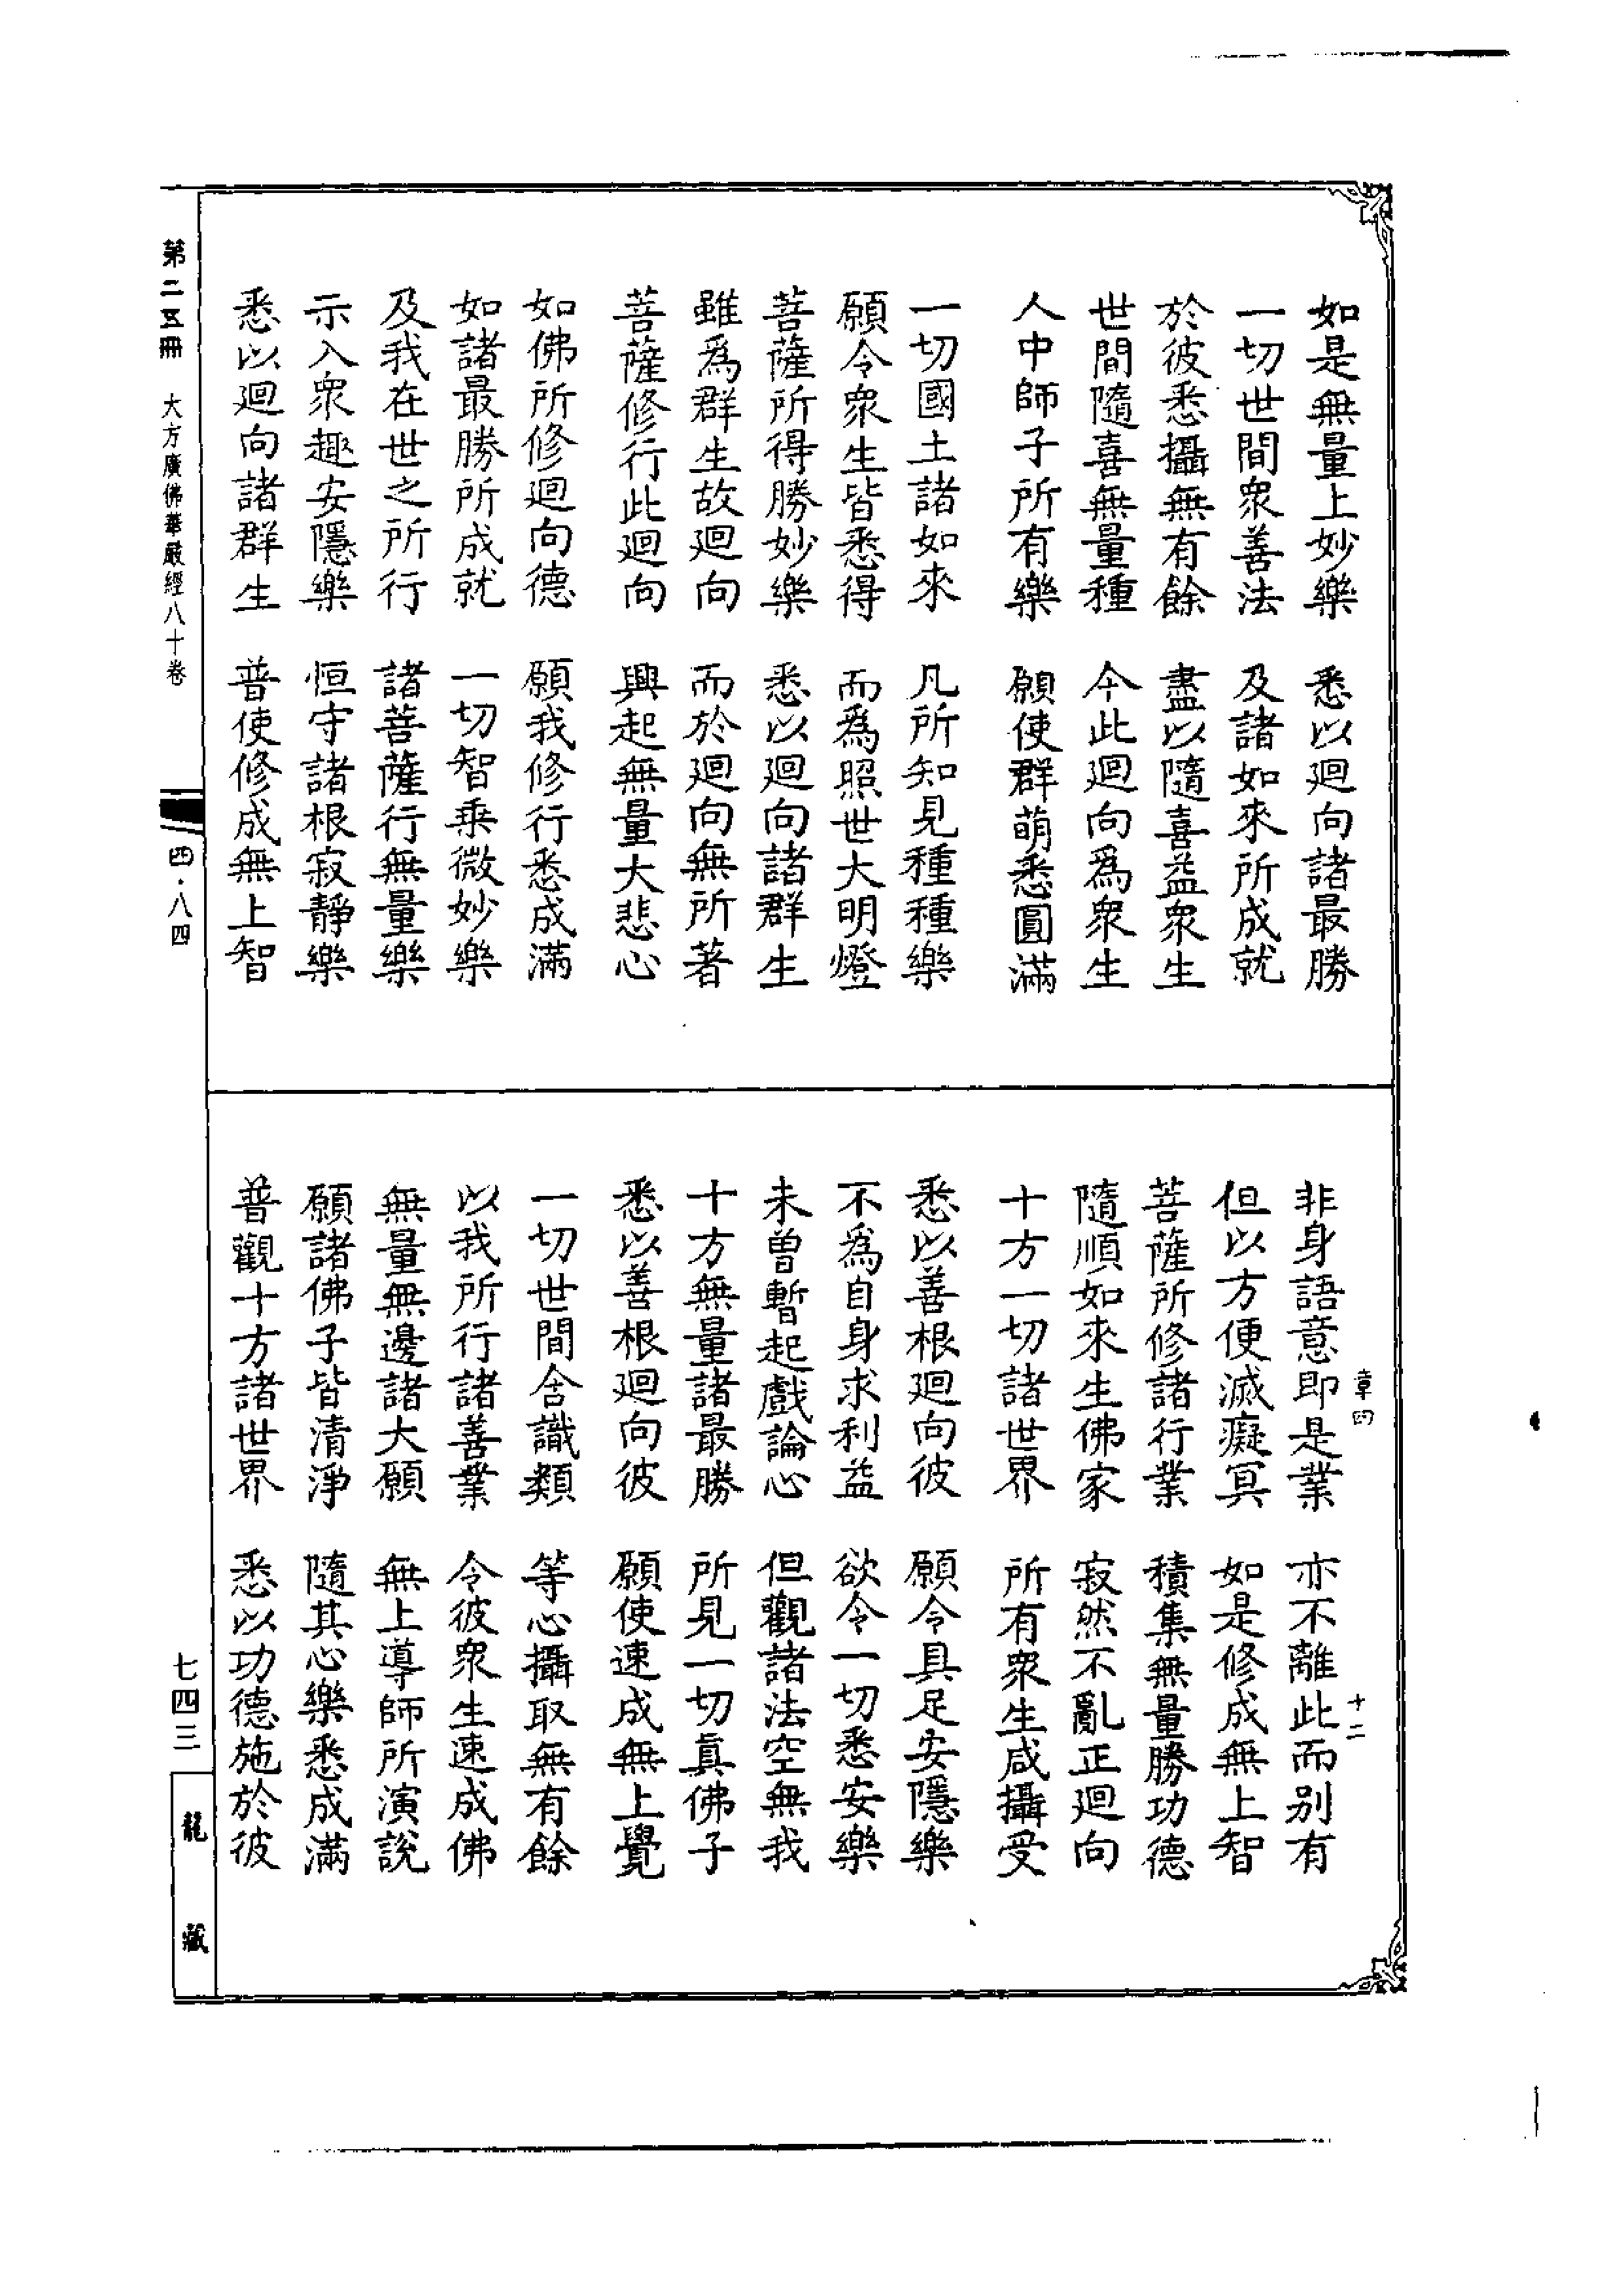 如是無量上妙樂　悉以廻向諸最勝
一切世間衆善法　及諸如來所成就
於彼悉攝無有餘　盡以隨喜益衆生
世間隨喜無量種　今此廻向爲衆生
人中師子所有樂　願使群萌悉圓滿
一切國土諸如來　凡所知見種種樂
願令衆生皆悉得　而爲照世大明燈
菩薩所得勝妙樂　悉以廻向諸群生
雖爲群生故廻向　而於廻向無所著
菩薩修行此廻向　興起無量大悲心
如佛所修廻向德　願我修行悉成滿
如諸最勝所成就　一切智乗微妙樂
及我在世之所行　諸菩薩行無量樂
示入衆趣安隱樂　恒守諸根寂靜樂
悉以廻向諸群生　普使修成無上智
非身語意即是業　亦不離此而别有
但以方便滅癡冥　如是修成無上智
菩薩所修諸行業　積集無量勝功德
隨順如來生佛家　寂然不亂正廻向
十方一切諸世界　所有衆生咸攝受
悉以善根廻向彼　願令具足安隱樂
不爲自身求利益　欲令一切悉安樂
未曾暫起戲論心　但觀諸法空無我
十方無量諸最勝　所見一切眞佛子
悉以善根廻向彼　願使速成無上覺
一切世間含識類　等心攝取無有餘
以我所行諸善業　令彼衆生速成佛
無量無邊諸大願　無上導師所演說
願諸佛子皆清淨　隨其心樂悉成滿
普觀十方諸世界　悉以功德施於彼
章四　十二
第二五冊　大方廣佛華嚴經八十卷　四·八四
七四三
龍藏